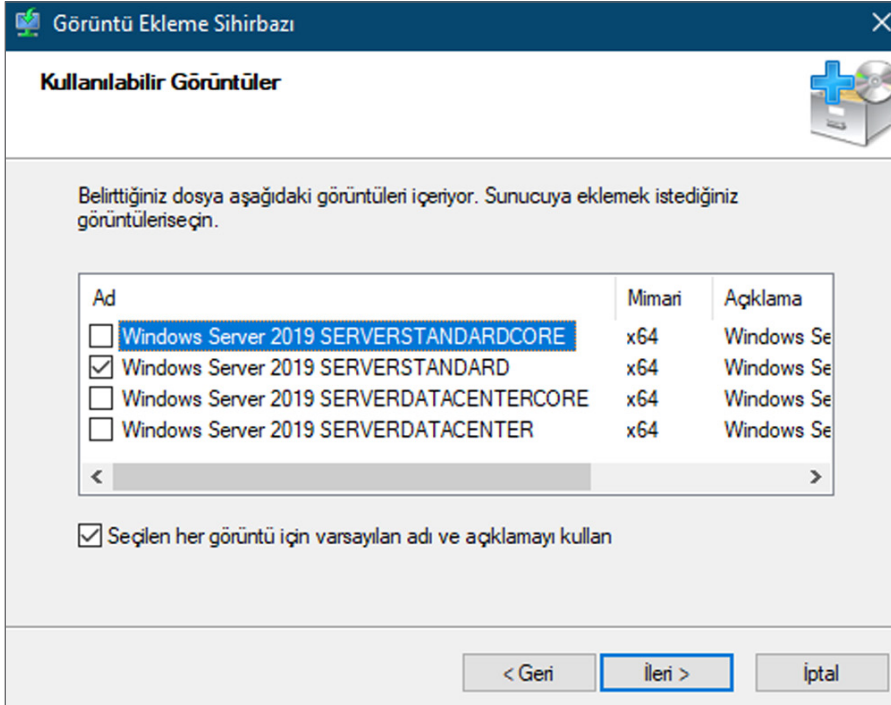 Görüntü Ekleme Sihirbazı
Kullanılabilir Görüntüler
Belirttiğiniz dosya aşağıdaki görüntüleri içeriyor. Sunucuya eklemek istediğiniz
görüntüleriseçin.
Ad Mimari Açıklama
Windows Server 2019 SERVERSTANDARDCORE x64 Windows Se
Windows Server 2019 SERVERSTANDARD x64 Windows Se
Windows Server 2019 SERVERDATACENTERCORE x64 Windows Se
Windows Server 2019 SERVERDATACENTER x64 Windows Se
Seçilen her görüntü için varsayılan adı ve açıklamayı kullan
< Geri İleri > İptal